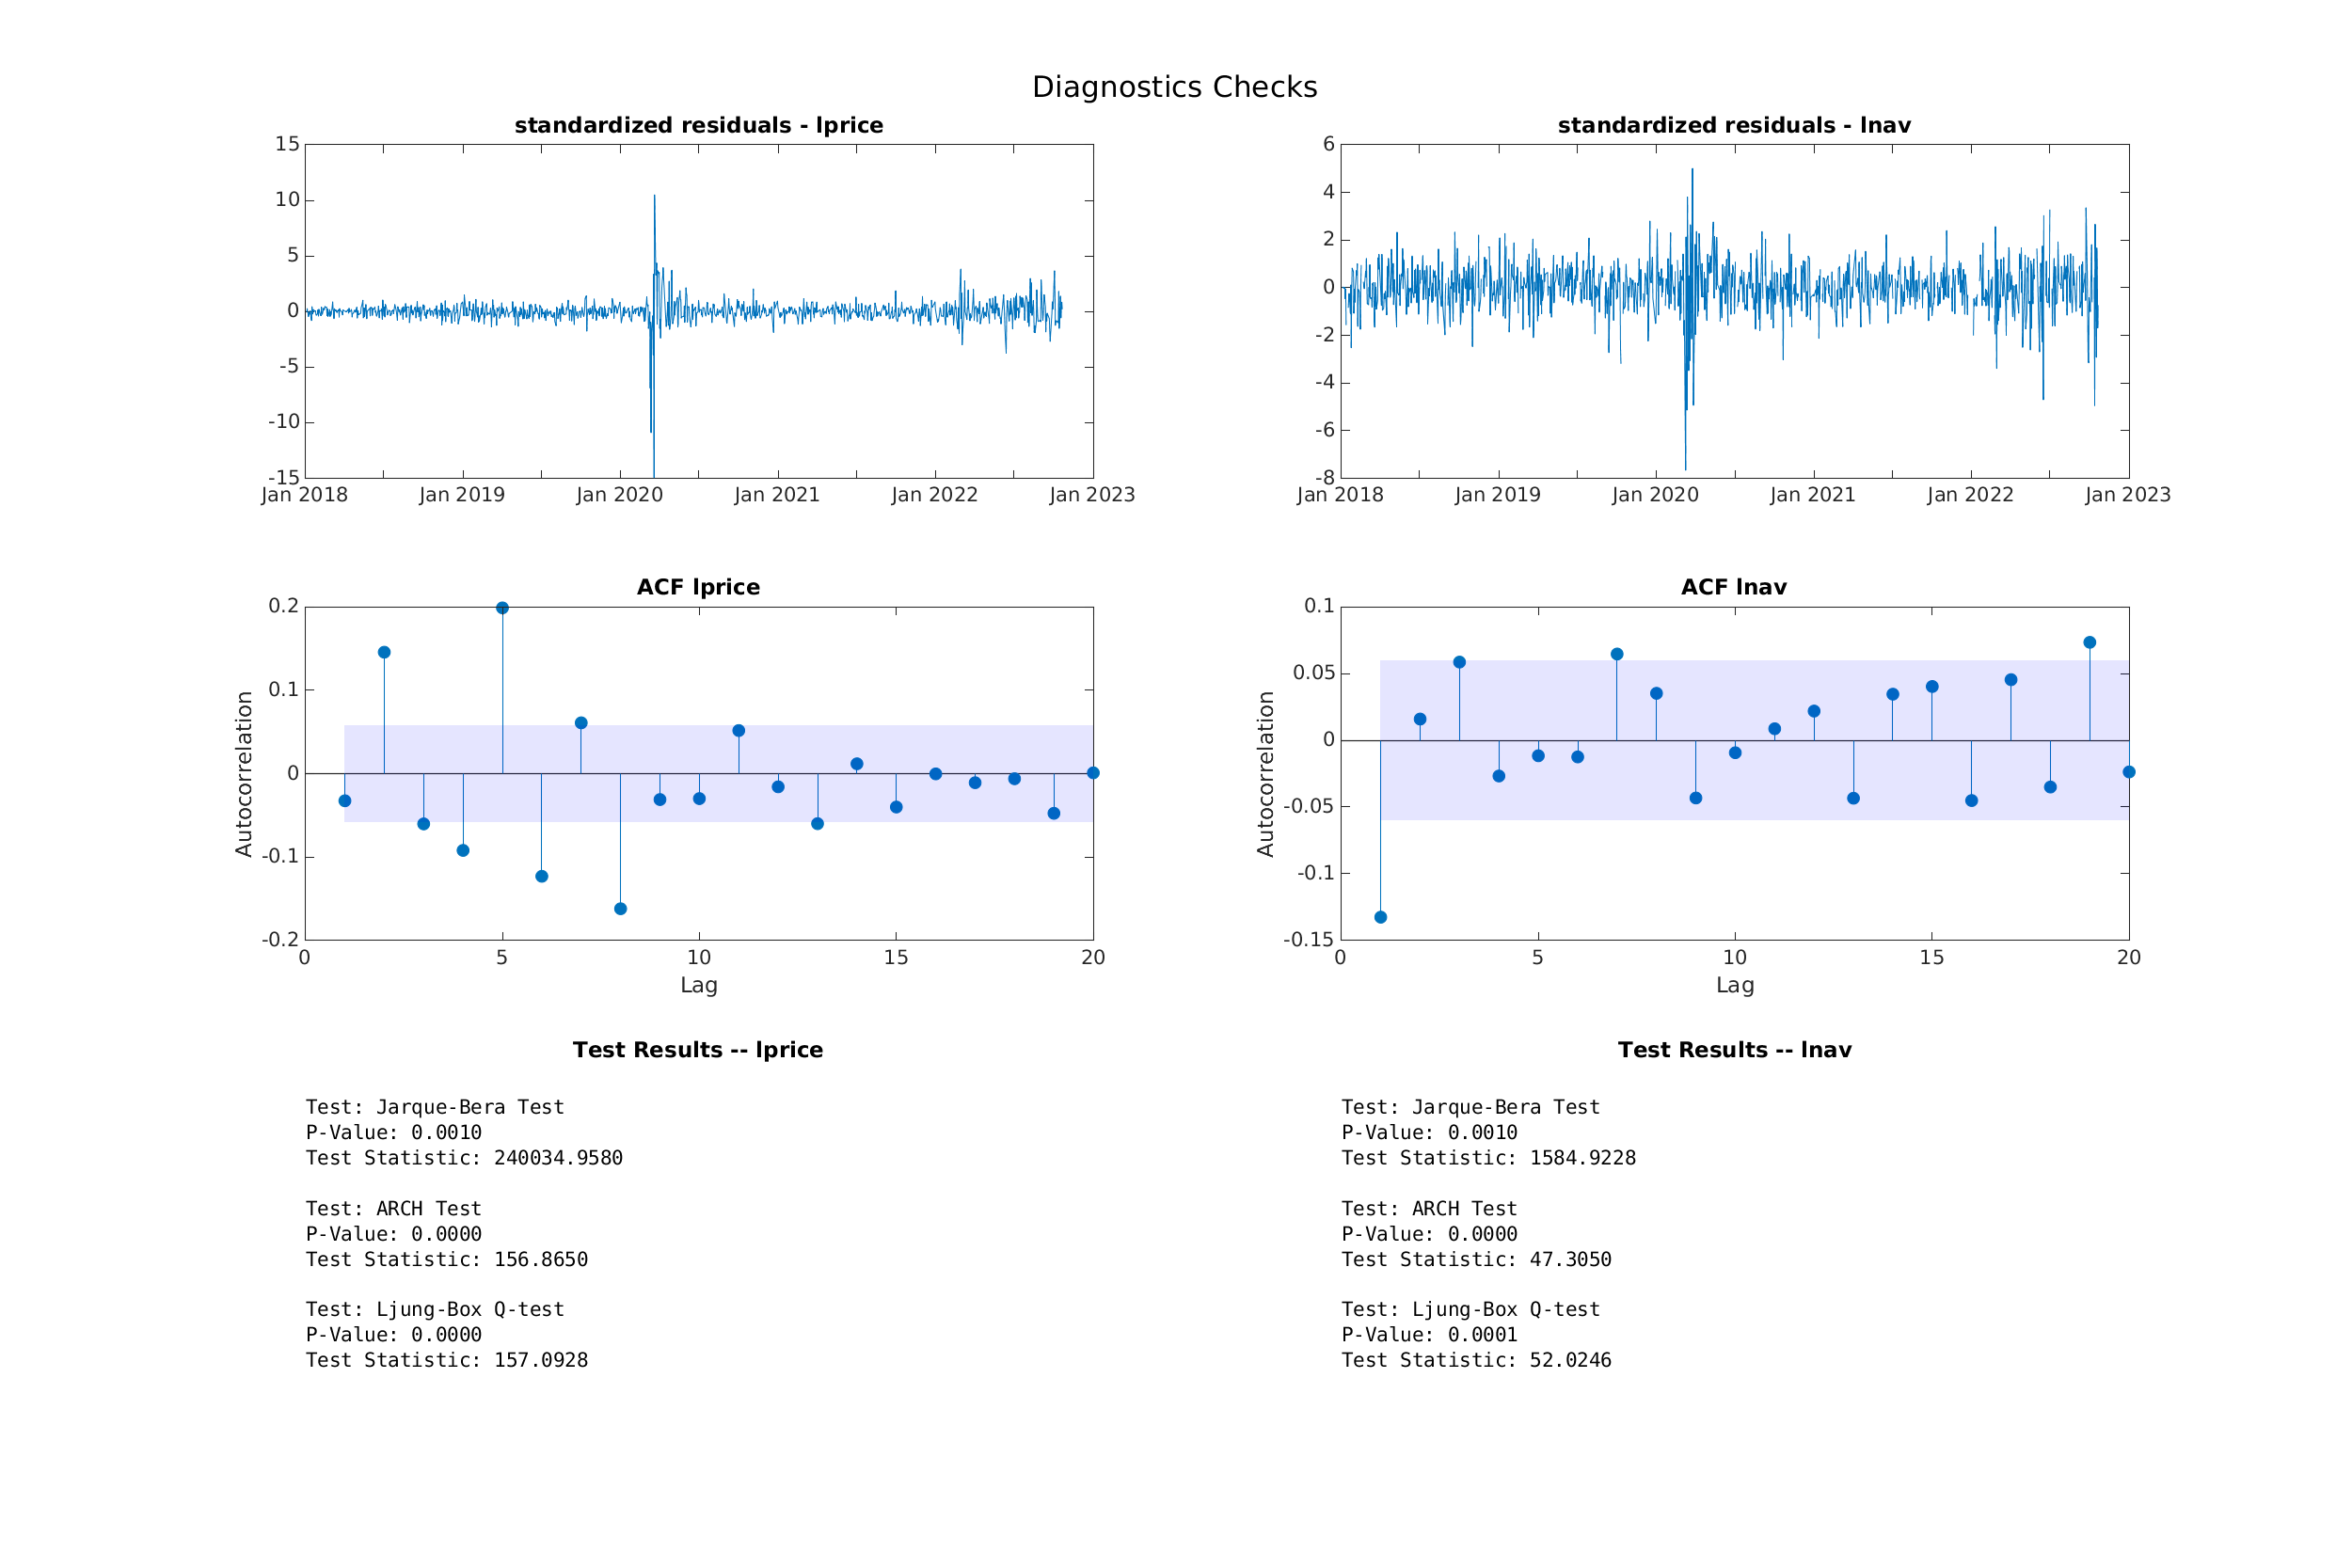 Diagnostics Checks
standardized residuals - lprice
15
10
5
0
-5
-10
-15
Jan 2018 Jan 2019 Jan 2020 Jan 2021 Jan 2022 Jan 2023
standardized residuals - lnav
6
4
2
0
-2
-4
-6
-8
Jan 2018 Jan 2019 Jan 2020 Jan 2021 Jan 2022 Jan 2023
ACF lprice
Autocorrelation
0.2
0.1
0
-0.1
-0.2
0 5 10 15 20
Lag
ACF lnav
Autocorrelation
0.1
0.05
0
-0.05
-0.1
-0.15
0 5 10 15 20
Lag
Test Results -- lprice
Test: Jarque-Bera Test
P-Value: 0.0010
Test Statistic: 240034.9580
Test: ARCH Test
P-Value: 0.0000
Test Statistic: 156.8650
Test: Ljung-Box Q-test
P-Value: 0.0000
Test Statistic: 157.0928
Test Results -- lnav
Test: Jarque-Bera Test
P-Value: 0.0010
Test Statistic: 1584.9228
Test: ARCH Test
P-Value: 0.0000
Test Statistic: 47.3050
Test: Ljung-Box Q-test
P-Value: 0.0001
Test Statistic: 52.0246